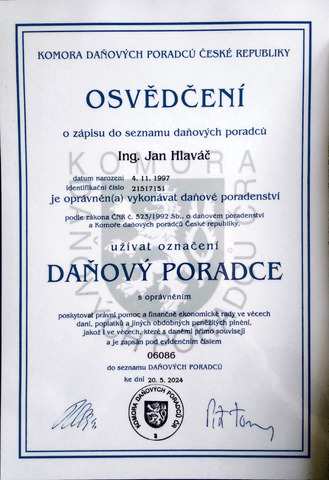 KOMORA DAŇOVÝCH PORADCŮ ČESKÉ REPUBLIKY
OSVĚDČENÍ
o zápisu do seznamu daňových poradců
Ing. Jan Hlaváč
datum narození 4. 11. 1997
identifikační číslo 21517151
je oprávněn(a) vykonávat daňové poradenství
podle zákona ČNR č. 523/1992 Sb., o daňovém poradenství
a Komoře daňových poradců České republiky,
užívat označení
DAŇOVÝ PORADCE
s oprávněním
poskytovat právní pomoc a finančně ekonomické rady ve věcech
daní, poplatků a jiných obdobných peněžitých plnění,
jakož i ve věcech, které s daněmi přímo souvisejí
a je zapsán pod evidenčním číslem
06086
do seznamu DAŇOVÝCH PORADCŮ
ke dni 20. 5. 2024
KOMORA DAŇOVÝCH PORADCŮ ČR
8